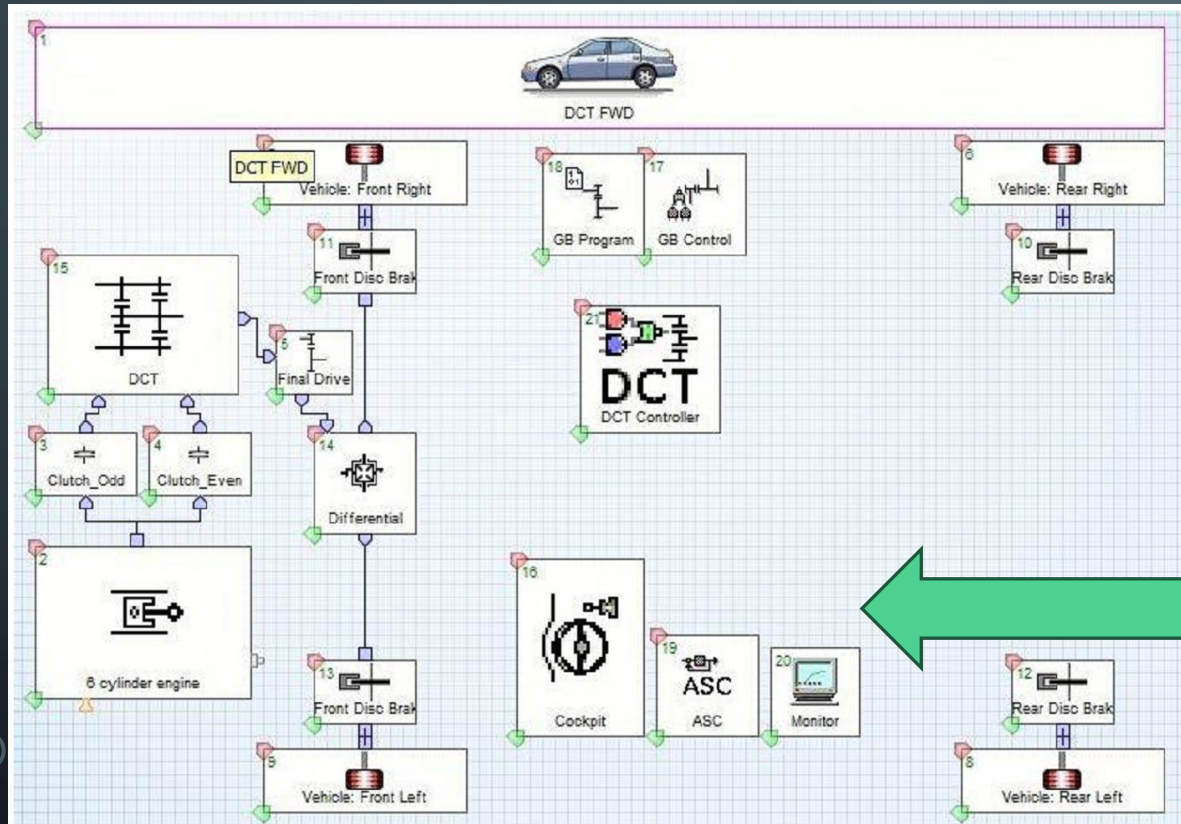 1
DCT FWD
DCT FWD
Vehicle: Front Right
18
GB Program
17
GB Control
6
Vehicle: Rear Right
11
Front Disc Brak
10
Rear Disc Brak
15
DCT
5
Final Drive
21
DCT
DCT Controller
3
Clutch_Odd
4
Clutch_Even
14
Differential
2
6 cylinder engine
16
Cockpit
19
ASC
ASC
20
Monitor
13
Front Disc Brak
12
Rear Disc Brak
9
Vehicle: Front Left
8
Vehicle: Rear Left